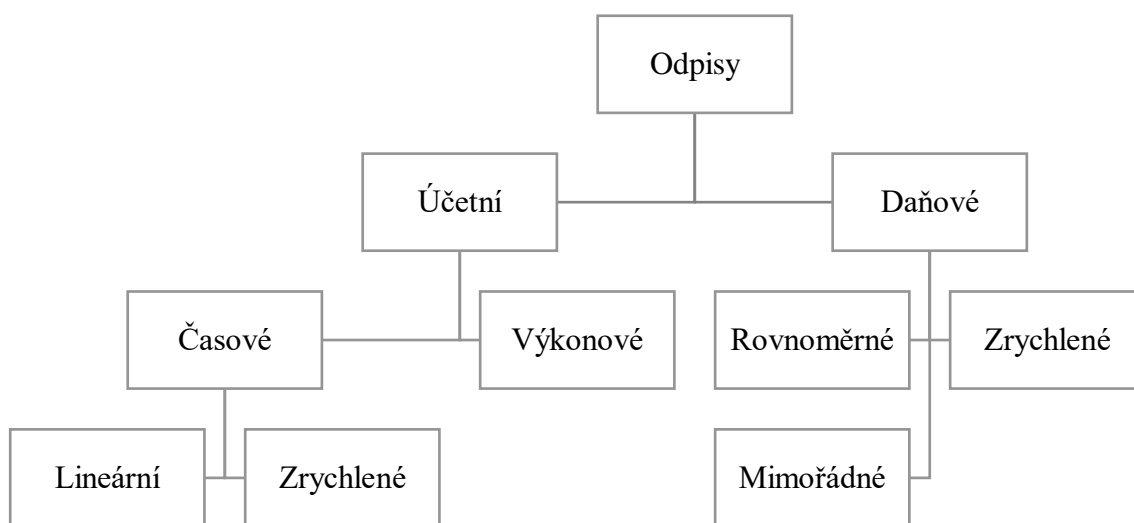 Odpisy
Účetní
Daňové
Časové
Výkonové
Rovnoměrné
Zrychlené
Lineární
Zrychlené
Mimořádné